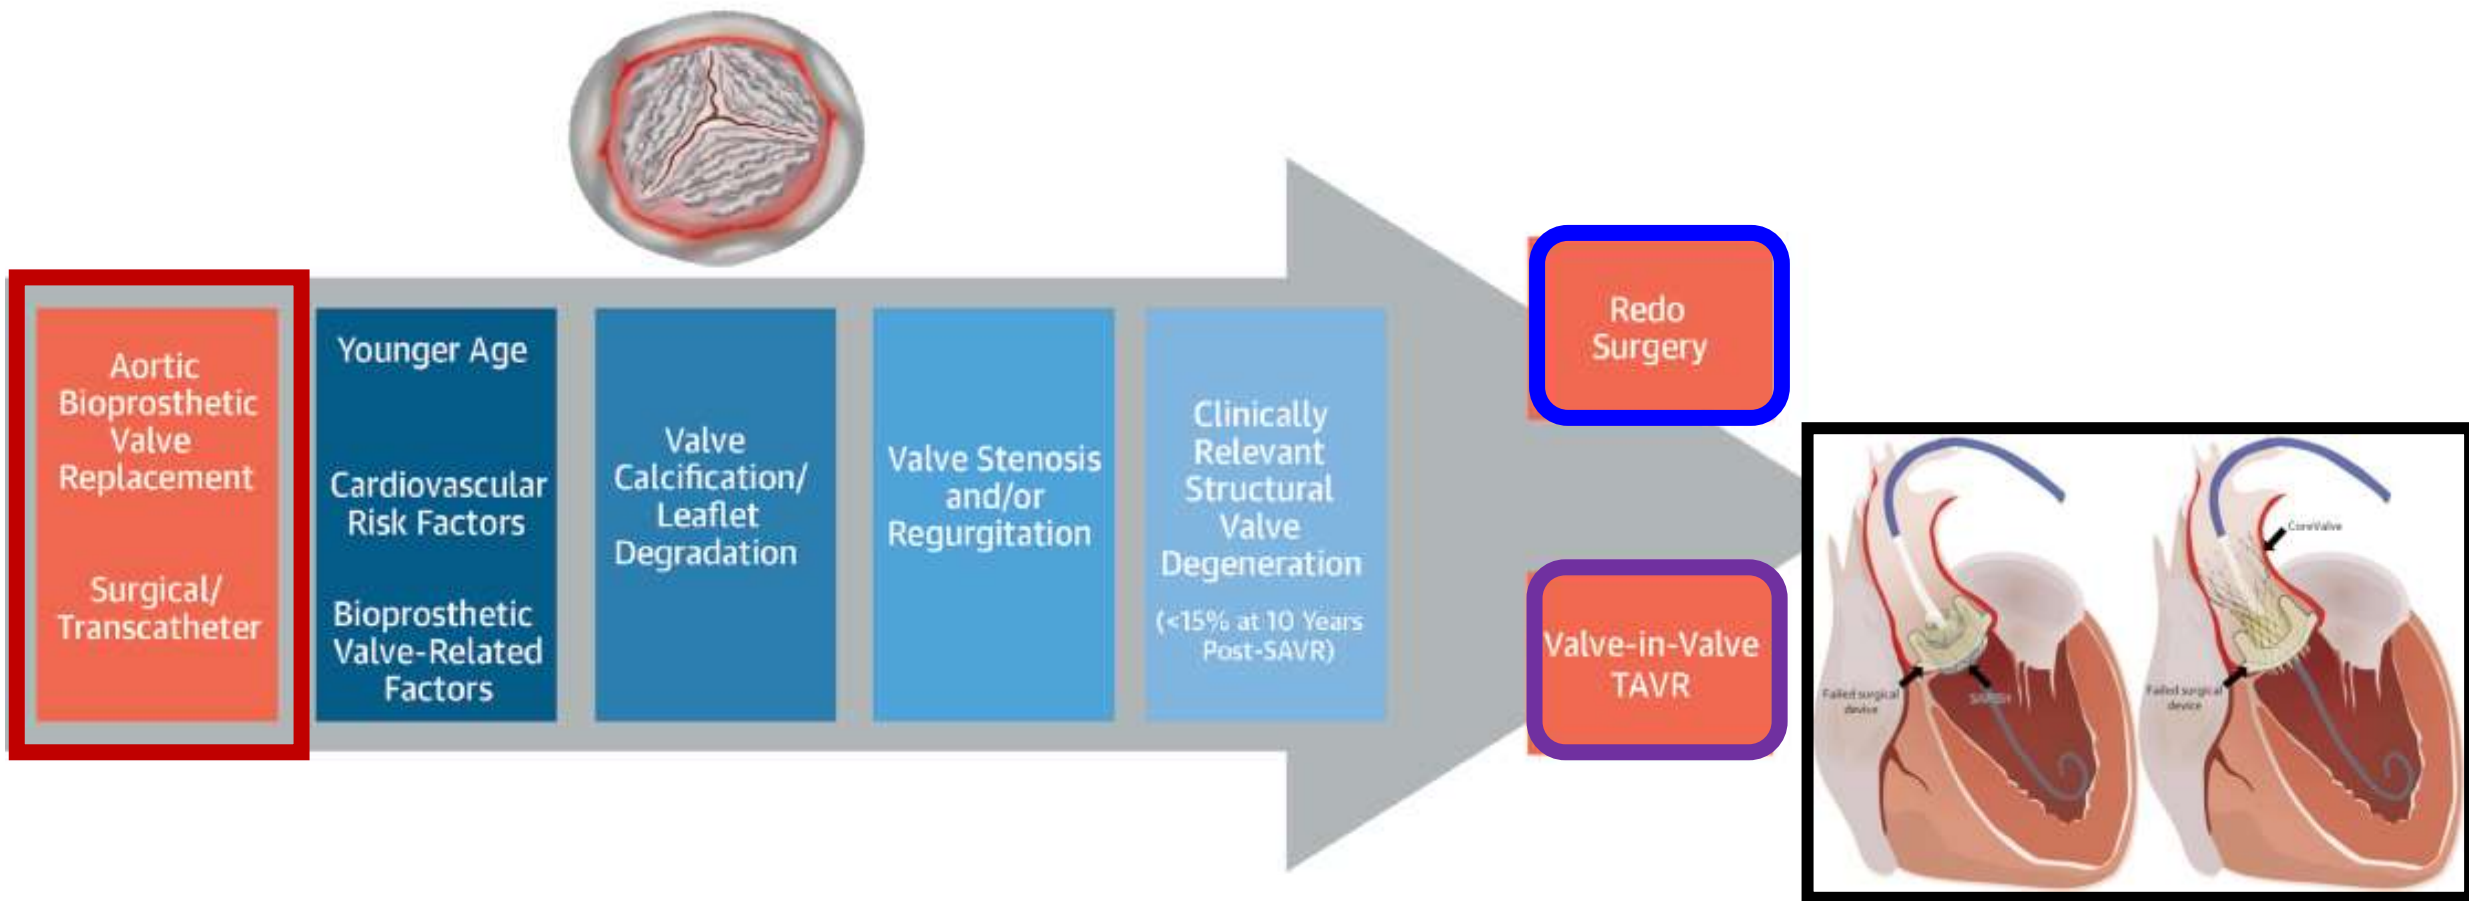 Aortic
Bioprosthetic
Valve
Replacement
Surgical/
Transcatheter
Younger Age
Cardiovascular
Risk Factors
Bioprosthetic
Valve-Related
Factors
Valve
Calcification/
Leaflet
Degradation
Valve Stenosis
and/or
Regurgitation
Clinically
Relevant
Structural
Valve
Degeneration
(<15% at 10 Years
Post-SAVR)
Redo
Surgery
Valve-in-Valve
TAVR
Failed surgical
device
CoreValve
Failed surgical
device